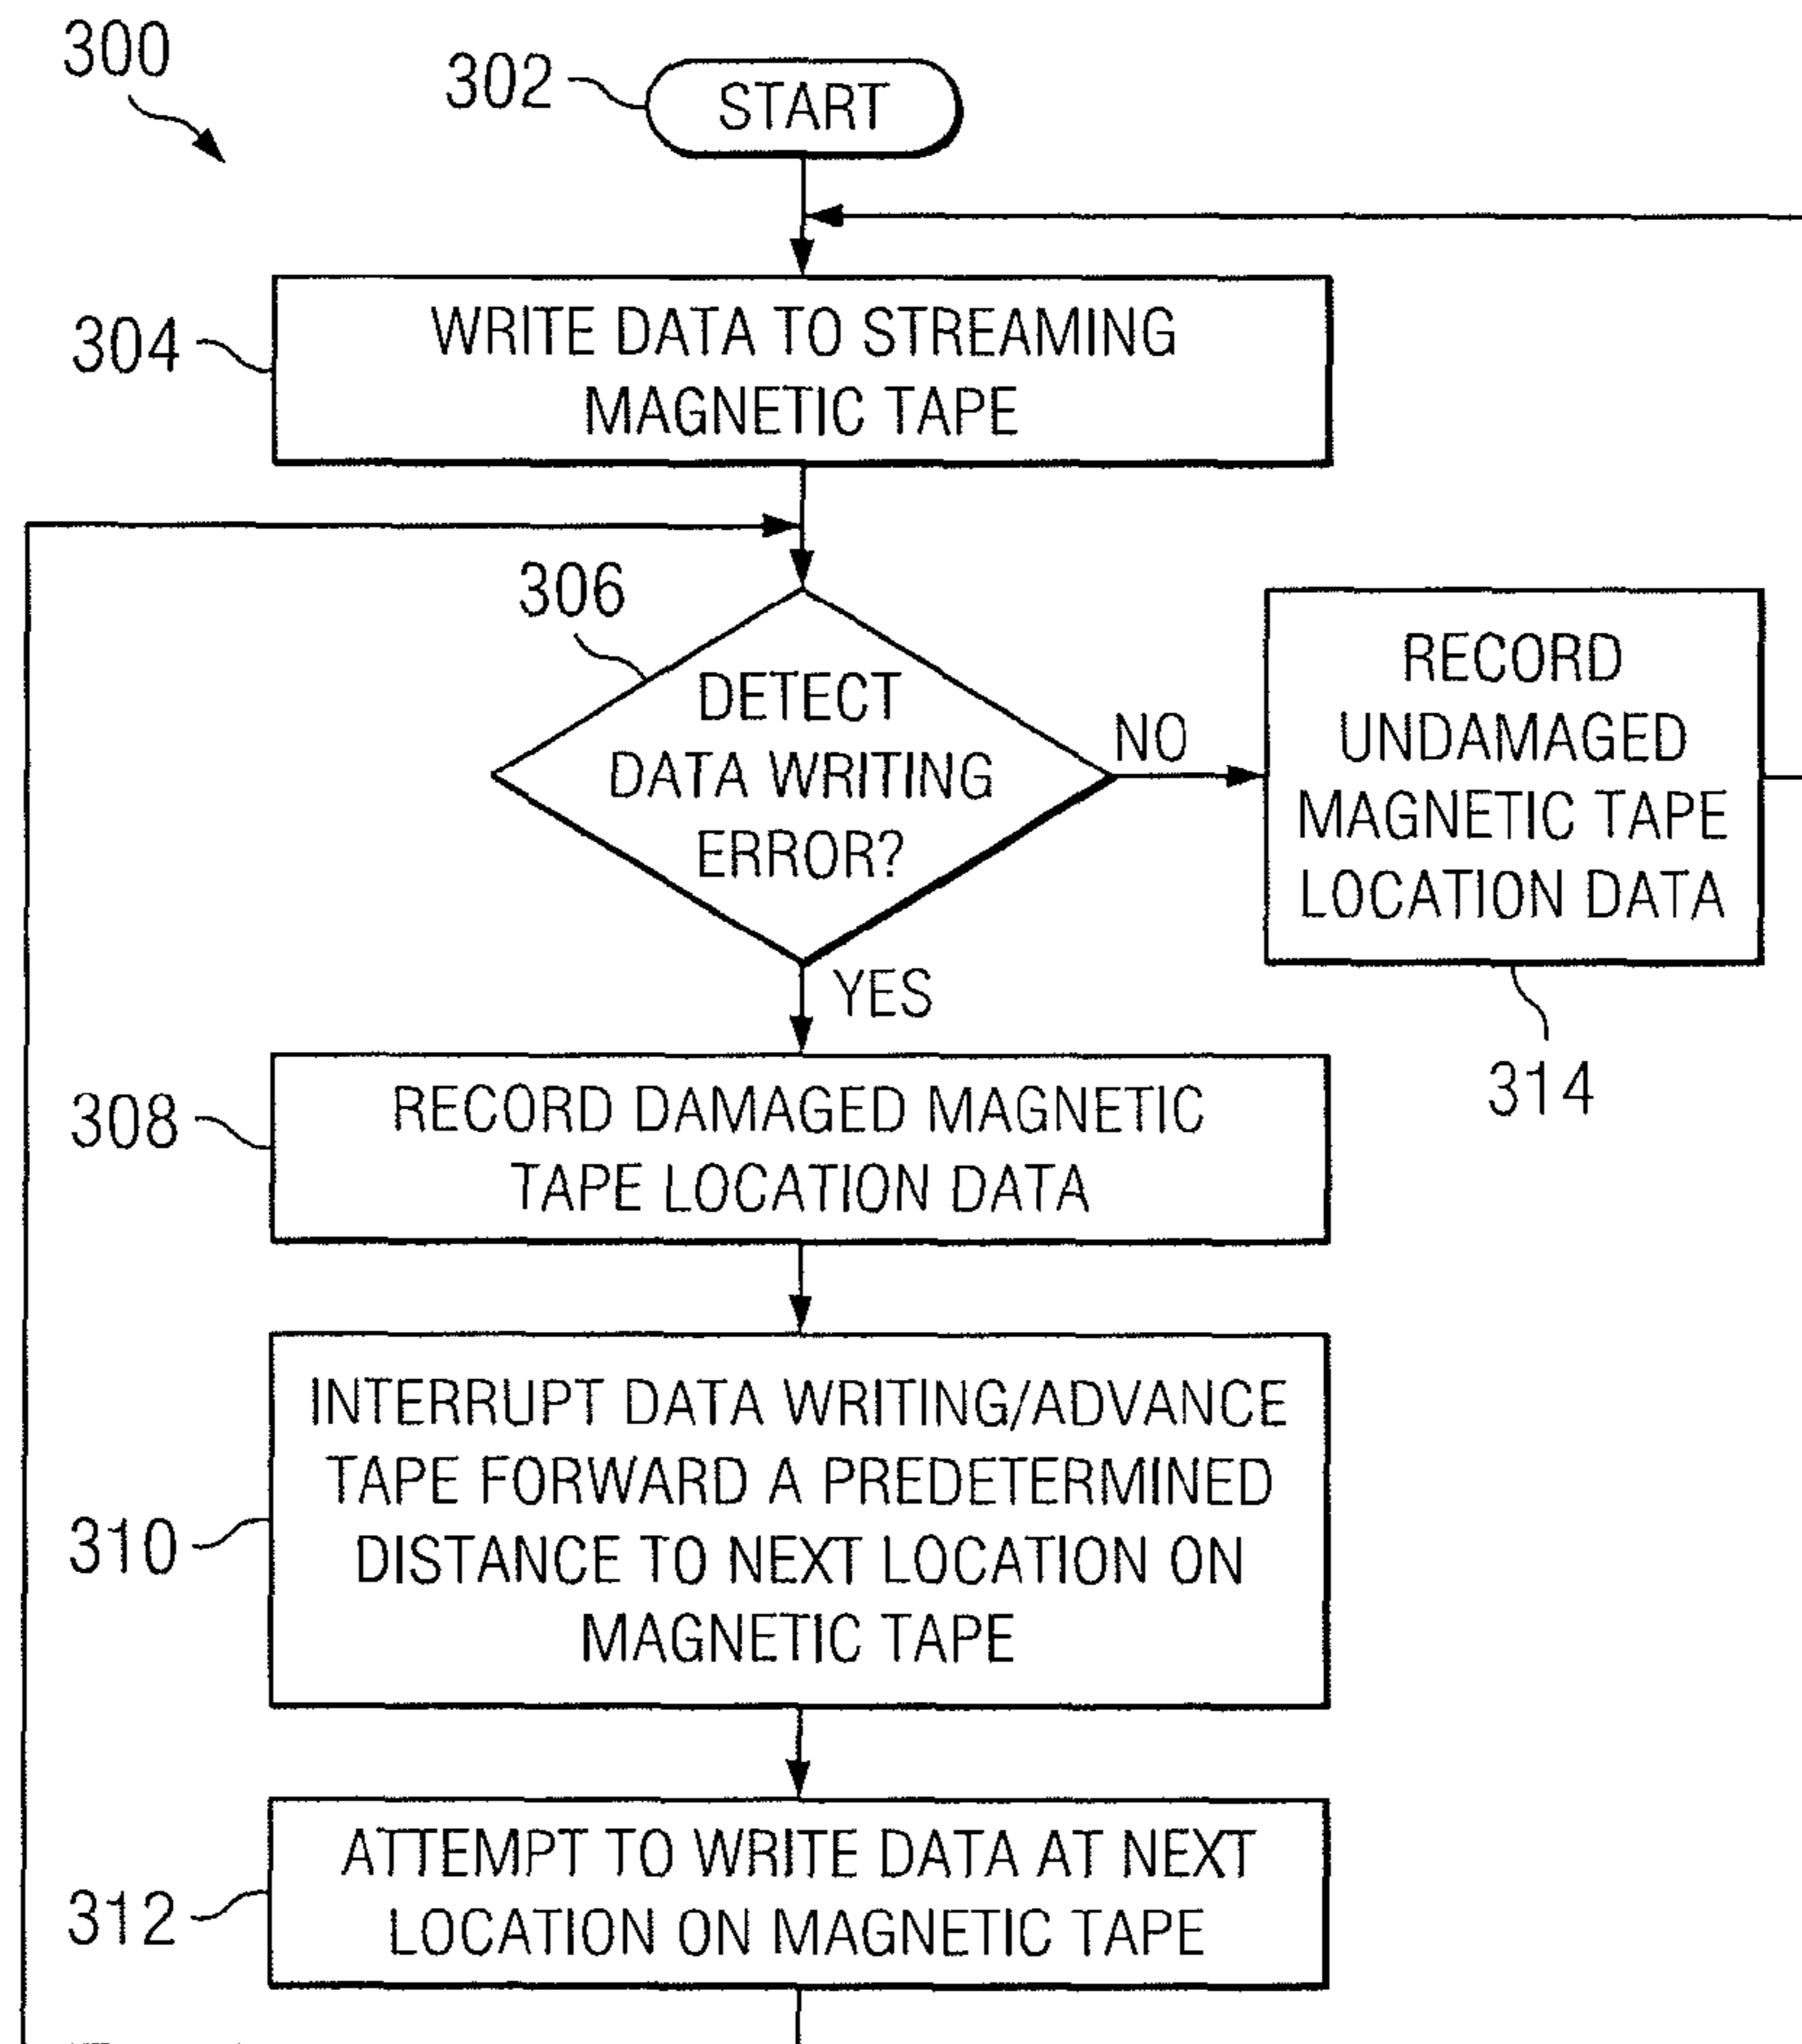 300
302
START
304
WRITE DATA TO STREAMING
MAGNETIC TAPE
306
DETECT
DATA WRITING
ERROR?
NO
RECORD
UNDAMAGED
MAGNETIC TAPE
LOCATION DATA
314
YES
308
RECORD DAMAGED MAGNETIC
TAPE LOCATION DATA
310
INTERRUPT DATA WRITING/ADVANCE
TAPE FORWARD A PREDETERMINED
DISTANCE TO NEXT LOCATION ON
MAGNETIC TAPE
312
ATTEMPT TO WRITE DATA AT NEXT
LOCATION ON MAGNETIC TAPE